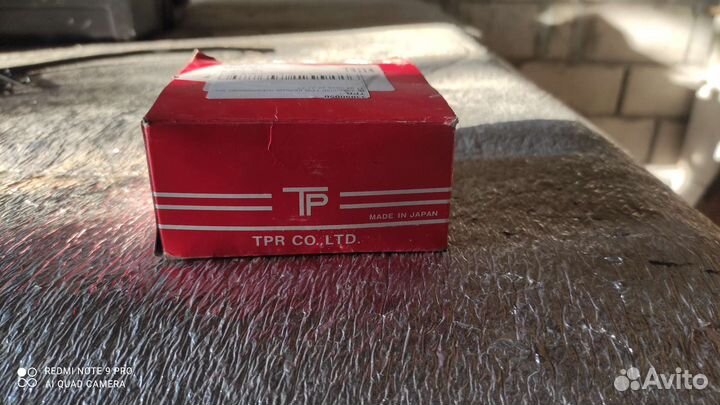 TP
MADE IN JAPAN
TPR CO.,LTD.
REDMI NOTE 9 PRO
AI QUAD CAMERA
Avito